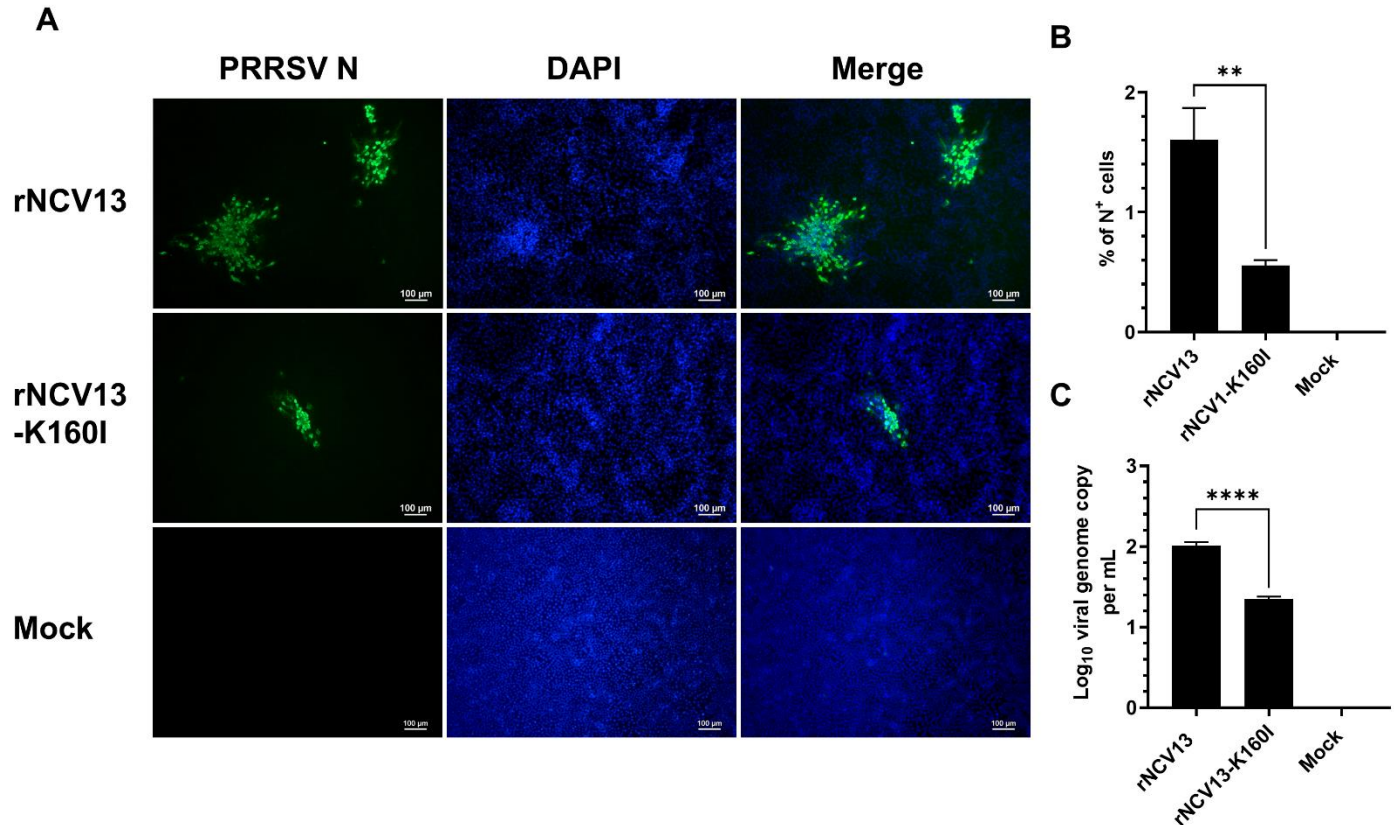 A
PRRSV N
DAPI
Merge
rNCV13
100 µm
100 µm
100 µm
rNCV13
-K160I
100 µm
100 µm
100 µm
Mock
100 µm
100 µm
100 µm
B
**
2
1
0
% of N⁺ cells
rNCV13
rNCV1-K160I
Mock
C
****
3
2
1
0
Log₁₀ viral genome copy
per mL
rNCV13
rNCV13-K160I
Mock